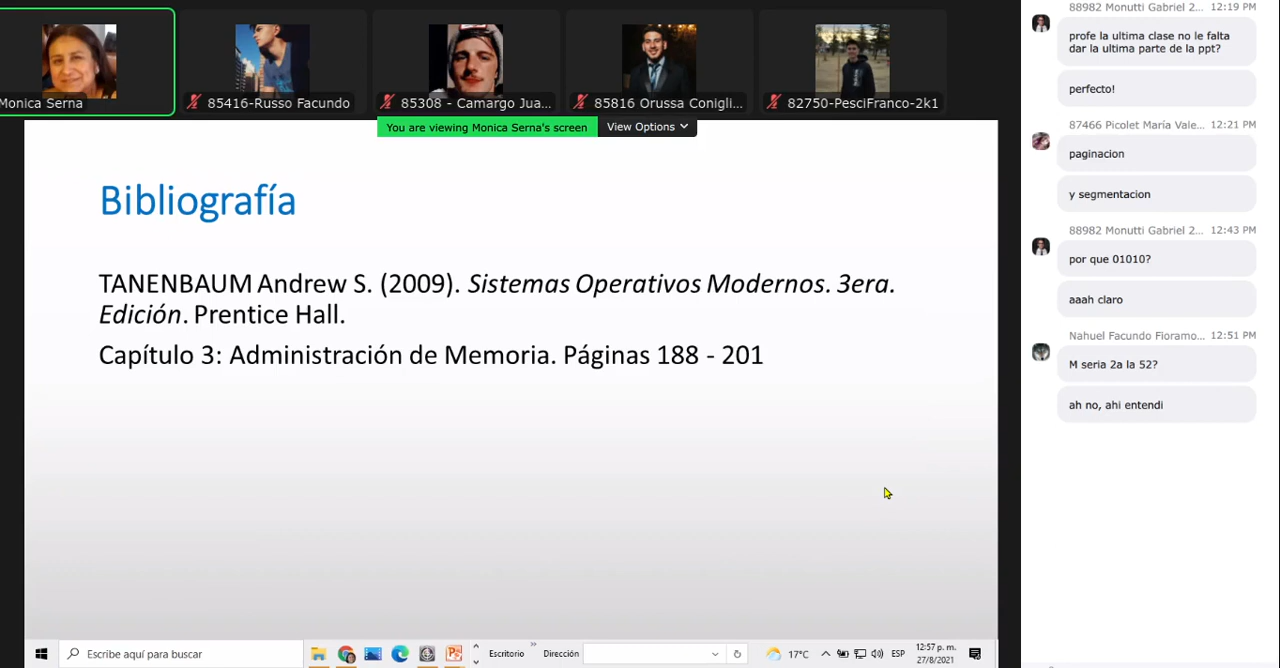 Monica Serna
85416-Russo Facundo
85308 - Camargo Jua...
85816 Orussa Conigli...
82750-PesciFranco-2k1
You are viewing Monica Serna's screen
View Options
Bibliografía
TANENBAUM Andrew S. (2009). Sistemas Operativos Modernos. 3era.
Edición. Prentice Hall.
Capítulo 3: Administración de Memoria. Páginas 188 - 201
Escribe aquí para buscar
Escritorio
Dirección
17°C
ESP
12:57 p. m.
27/8/2021
88982 Monutti Gabriel 2... 12:19 PM
profe la ultima clase no le falta
dar la ultima parte de la ppt?
perfecto!
87466 Picolet María Vale... 12:21 PM
paginacion
y segmentacion
88982 Monutti Gabriel 2... 12:43 PM
por que 01010?
aaah claro
Nahuel Facundo Fioramo... 12:51 PM
M seria 2a la 52?
ah no, ahi entendi